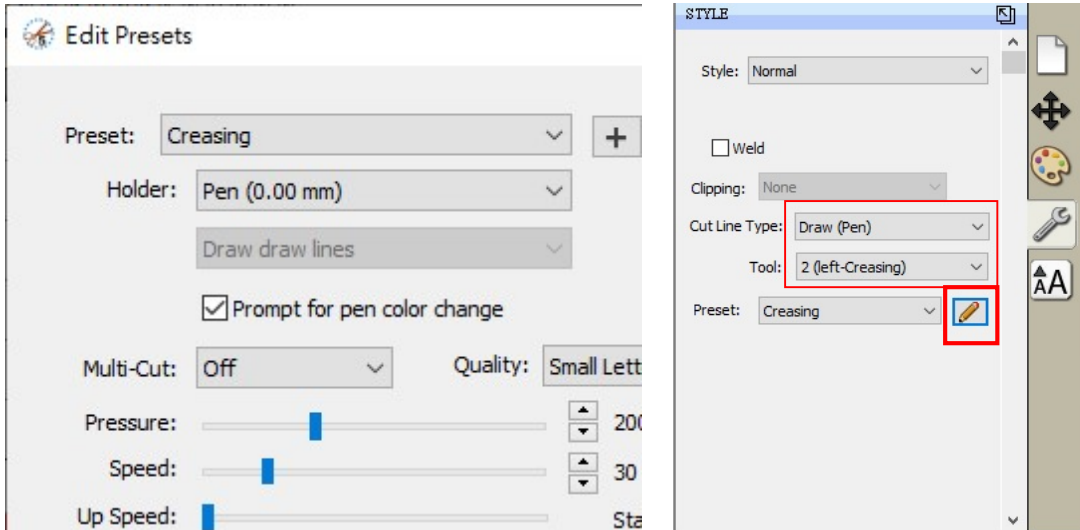 Edit Presets
Preset: Creasing
Holder: Pen (0.00 mm)
Draw draw lines
Prompt for pen color change
Multi-Cut: Off Quality: Small Lett
Pressure: 200
Speed: 30
Up Speed: Sta
STYLE
Style: Normal
Weld
Clipping: None
Cut Line Type: Draw (Pen)
Tool: 2 (left-Creasing)
Preset: Creasing
AA